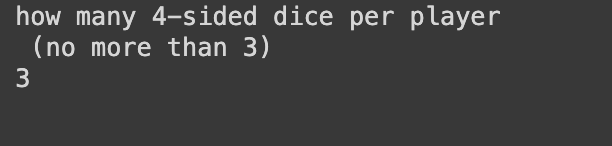 how many 4-sided dice per player
(no more than 3)
3